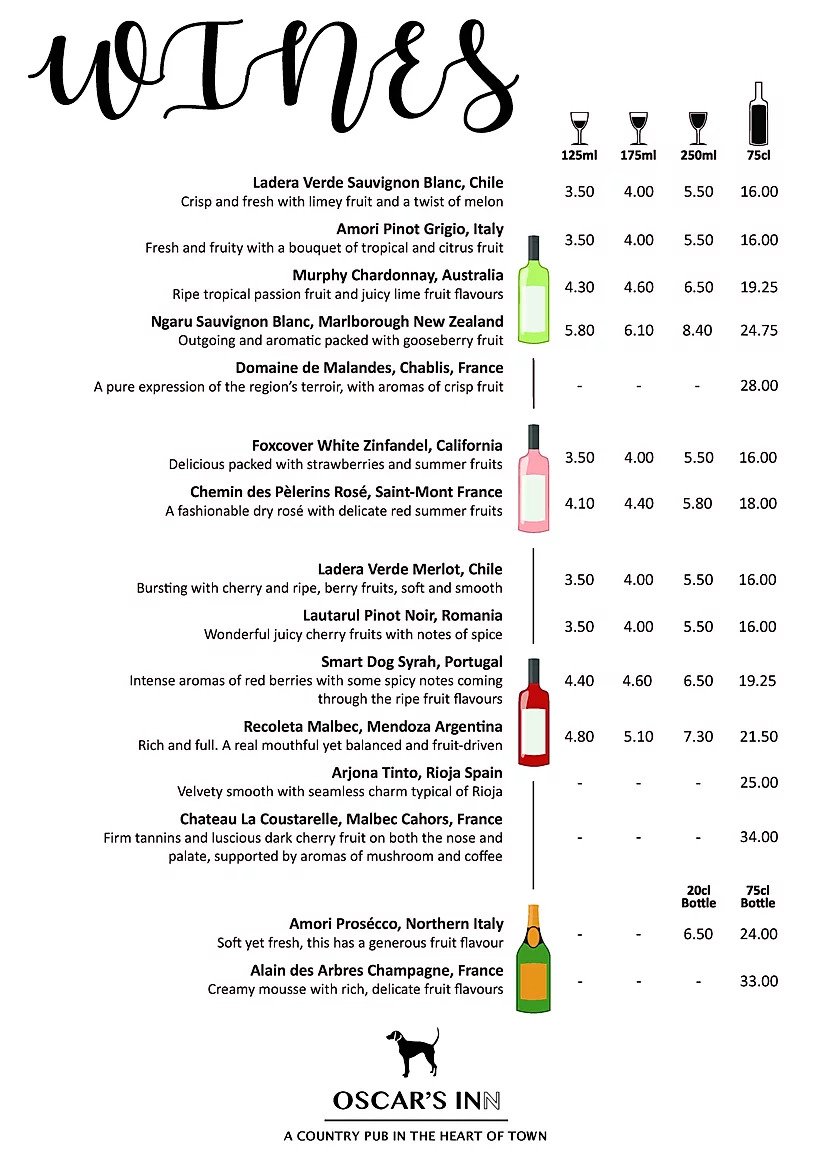 WINES
125ml 175ml 250ml 75cl
Ladera Verde Sauvignon Blanc, Chile
Crisp and fresh with limey fruit and a twist of melon
3.50 4.00 5.50 16.00
Amori Pinot Grigio, Italy
Fresh and fruity with a bouquet of tropical and citrus fruit
3.50 4.00 5.50 16.00
Murphy Chardonnay, Australia
Ripe tropical passion fruit and juicy lime fruit flavours
4.30 4.60 6.50 19.25
Ngaru Sauvignon Blanc, Marlborough New Zealand
Outgoing and aromatic packed with gooseberry fruit
5.80 6.10 8.40 24.75
Domaine de Malandes, Chablis, France
A pure expression of the region’s terroir, with aromas of crisp fruit
- - - 28.00
Foxcover White Zinfandel, California
Delicious packed with strawberries and summer fruits
3.50 4.00 5.50 16.00
Chemin des Pèlerins Rosé, Saint-Mont France
A fashionable dry rosé with delicate red summer fruits
4.10 4.40 5.80 18.00
Ladera Verde Merlot, Chile
Bursting with cherry and ripe, berry fruits, soft and smooth
3.50 4.00 5.50 16.00
Lautarul Pinot Noir, Romania
Wonderful juicy cherry fruits with notes of spice
3.50 4.00 5.50 16.00
Smart Dog Syrah, Portugal
Intense aromas of red berries with some spicy notes coming
through the ripe fruit flavours
4.40 4.60 6.50 19.25
Recoleta Malbec, Mendoza Argentina
Rich and full. A real mouthful yet balanced and fruit-driven
4.80 5.10 7.30 21.50
Arjona Tinto, Rioja Spain
Velvety smooth with seamless charm typical of Rioja
- - - 25.00
Chateau La Coustarelle, Malbec Cahors, France
Firm tannins and luscious dark cherry fruit on both the nose and
palate, supported by aromas of mushroom and coffee
- - - 34.00
20cl 75cl
Bottle Bottle
Amori Prosécco, Northern Italy
Soft yet fresh, this has a generous fruit flavour
- - 6.50 24.00
Alain des Arbres Champagne, France
Creamy mousse with rich, delicate fruit flavours
- - - 33.00
OSCAR’S INN
A COUNTRY PUB IN THE HEART OF TOWN